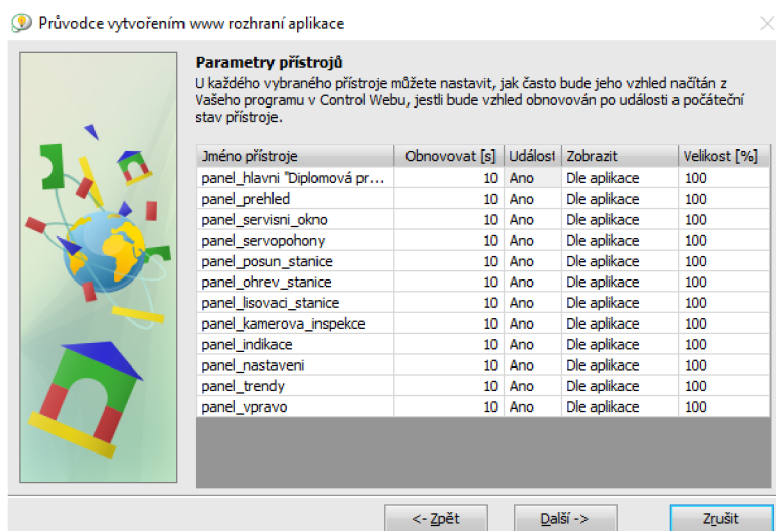 Průvodce vytvořením www rozhraní aplikace
Parametry přístrojů
U každého vybraného přístroje můžete nastavit, jak často bude jeho vzhled načítán z
Vašeho programu v Control Webu, jestli bude vzhled obnovován po události a počáteční
stav přístroje.
Jméno přístroje Obnovovat [s] Událost Zobrazit Velikost [%]
panel_hlavni "Diplomová pr... 10 Ano Dle aplikace 100
panel_prehled 10 Ano Dle aplikace 100
panel_servisni_okno 10 Ano Dle aplikace 100
panel_servopohony 10 Ano Dle aplikace 100
panel_posun_stanice 10 Ano Dle aplikace 100
panel_ohrev_stanice 10 Ano Dle aplikace 100
panel_lisovaci_stanice 10 Ano Dle aplikace 100
panel_kamerova_inspekce 10 Ano Dle aplikace 100
panel_indikace 10 Ano Dle aplikace 100
panel_nastaveni 10 Ano Dle aplikace 100
panel_trendy 10 Ano Dle aplikace 100
panel_vpravo 10 Ano Dle aplikace 100
<- Zpět Další -> Zrušit